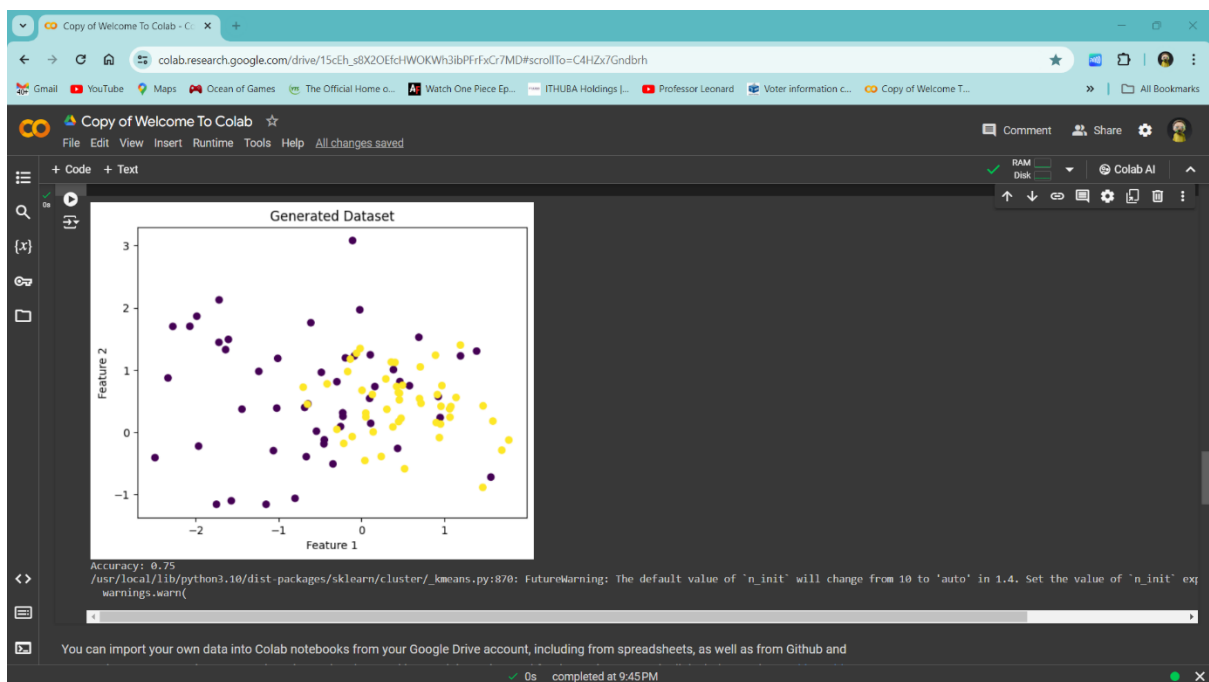 Copy of Welcome To Colab - Co
colab.research.google.com/drive/15cEh_s8X2OEfcHWOKWh3ibPFrFxCr7MD#scrollTo=C4HZx7Gndbrh
Gmail YouTube Maps Ocean of Games The Official Home o... Watch One Piece Ep... ITHUBA Holdings |... Professor Leonard Voter information c... Copy of Welcome T... » All Bookmarks
CO Copy of Welcome To Colab Comment Share
File Edit View Insert Runtime Tools Help All changes saved
+ Code + Text RAM Disk Colab AI
0s
{x}
Generated Dataset
3
2
1
0
−1
Feature 2
−2 −1 0 1
Feature 1
Accuracy: 0.75
/usr/local/lib/python3.10/dist-packages/sklearn/cluster/_kmeans.py:870: FutureWarning: The default value of `n_init` will change from 10 to 'auto' in 1.4. Set the value of `n_init` exp
warnings.warn(
You can import your own data into Colab notebooks from your Google Drive account, including from spreadsheets, as well as from Github and
0s completed at 9:45 PM